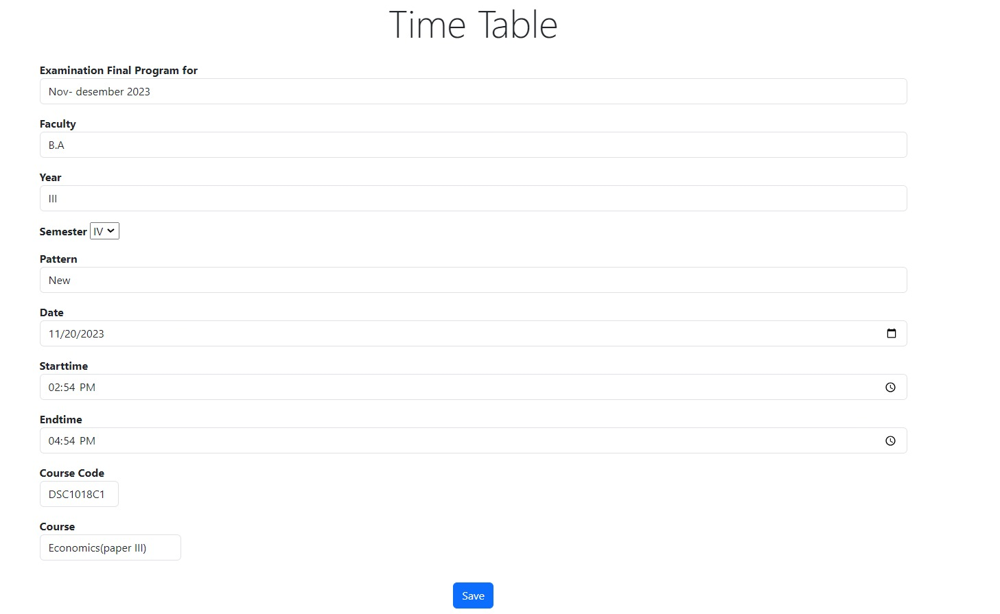 Time Table
Examination Final Program for
Nov- desember 2023
Faculty
B.A
Year
III
Semester IV
Pattern
New
Date
11/20/2023
Starttime
02:54 PM
Endtime
04:54 PM
Course Code
DSC1018C1
Course
Economics(paper III)
Save